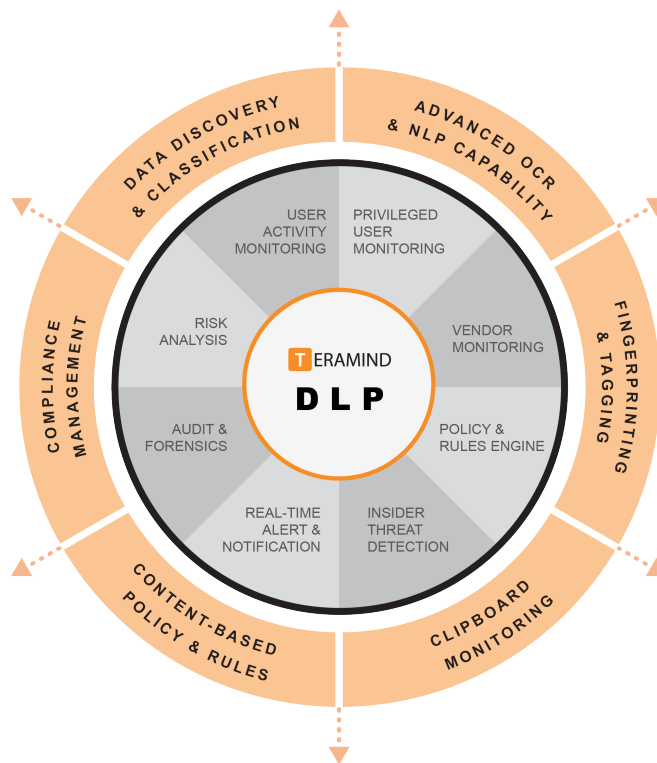 DATA DISCOVERY
& CLASSIFICATION
ADVANCED OCR
& NLP CAPABILITY
FINGERPRINTING
& TAGGING
CLIPBOARD
MONITORING
CONTENT-BASED
POLICY & RULES
COMPLIANCE
MANAGEMENT
USER
ACTIVITY
MONITORING
PRIVILEGED
USER
MONITORING
VENDOR
MONITORING
POLICY &
RULES ENGINE
INSIDER
THREAT
DETECTION
REAL-TIME
ALERT &
NOTIFICATION
AUDIT &
FORENSICS
RISK
ANALYSIS
TERAMIND
DLP